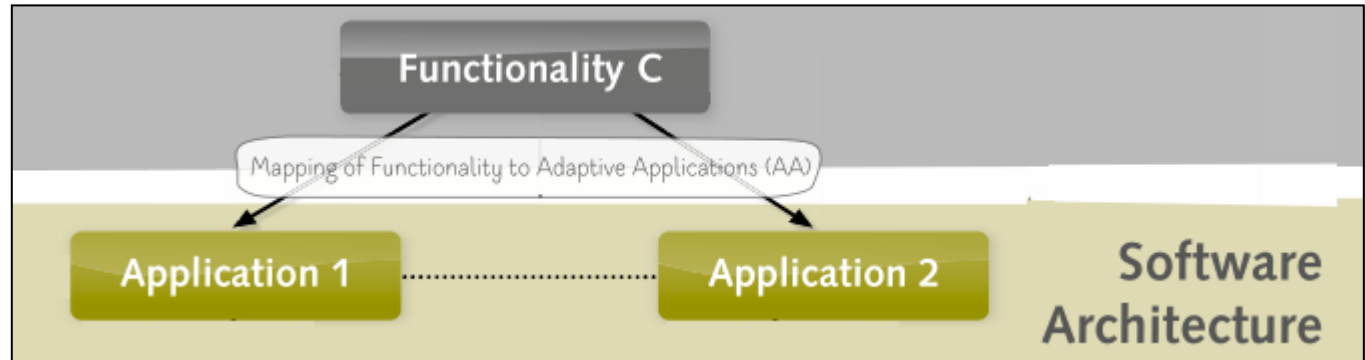 Functionality C
Mapping of Functionality to Adaptive Applications (AA)
Application 1
Application 2
Software
Architecture